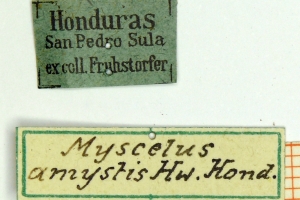 Honduras
San Pedro Sula
ex coll. Fruhstorfer
Myscelus
amystis Hw. Hond.